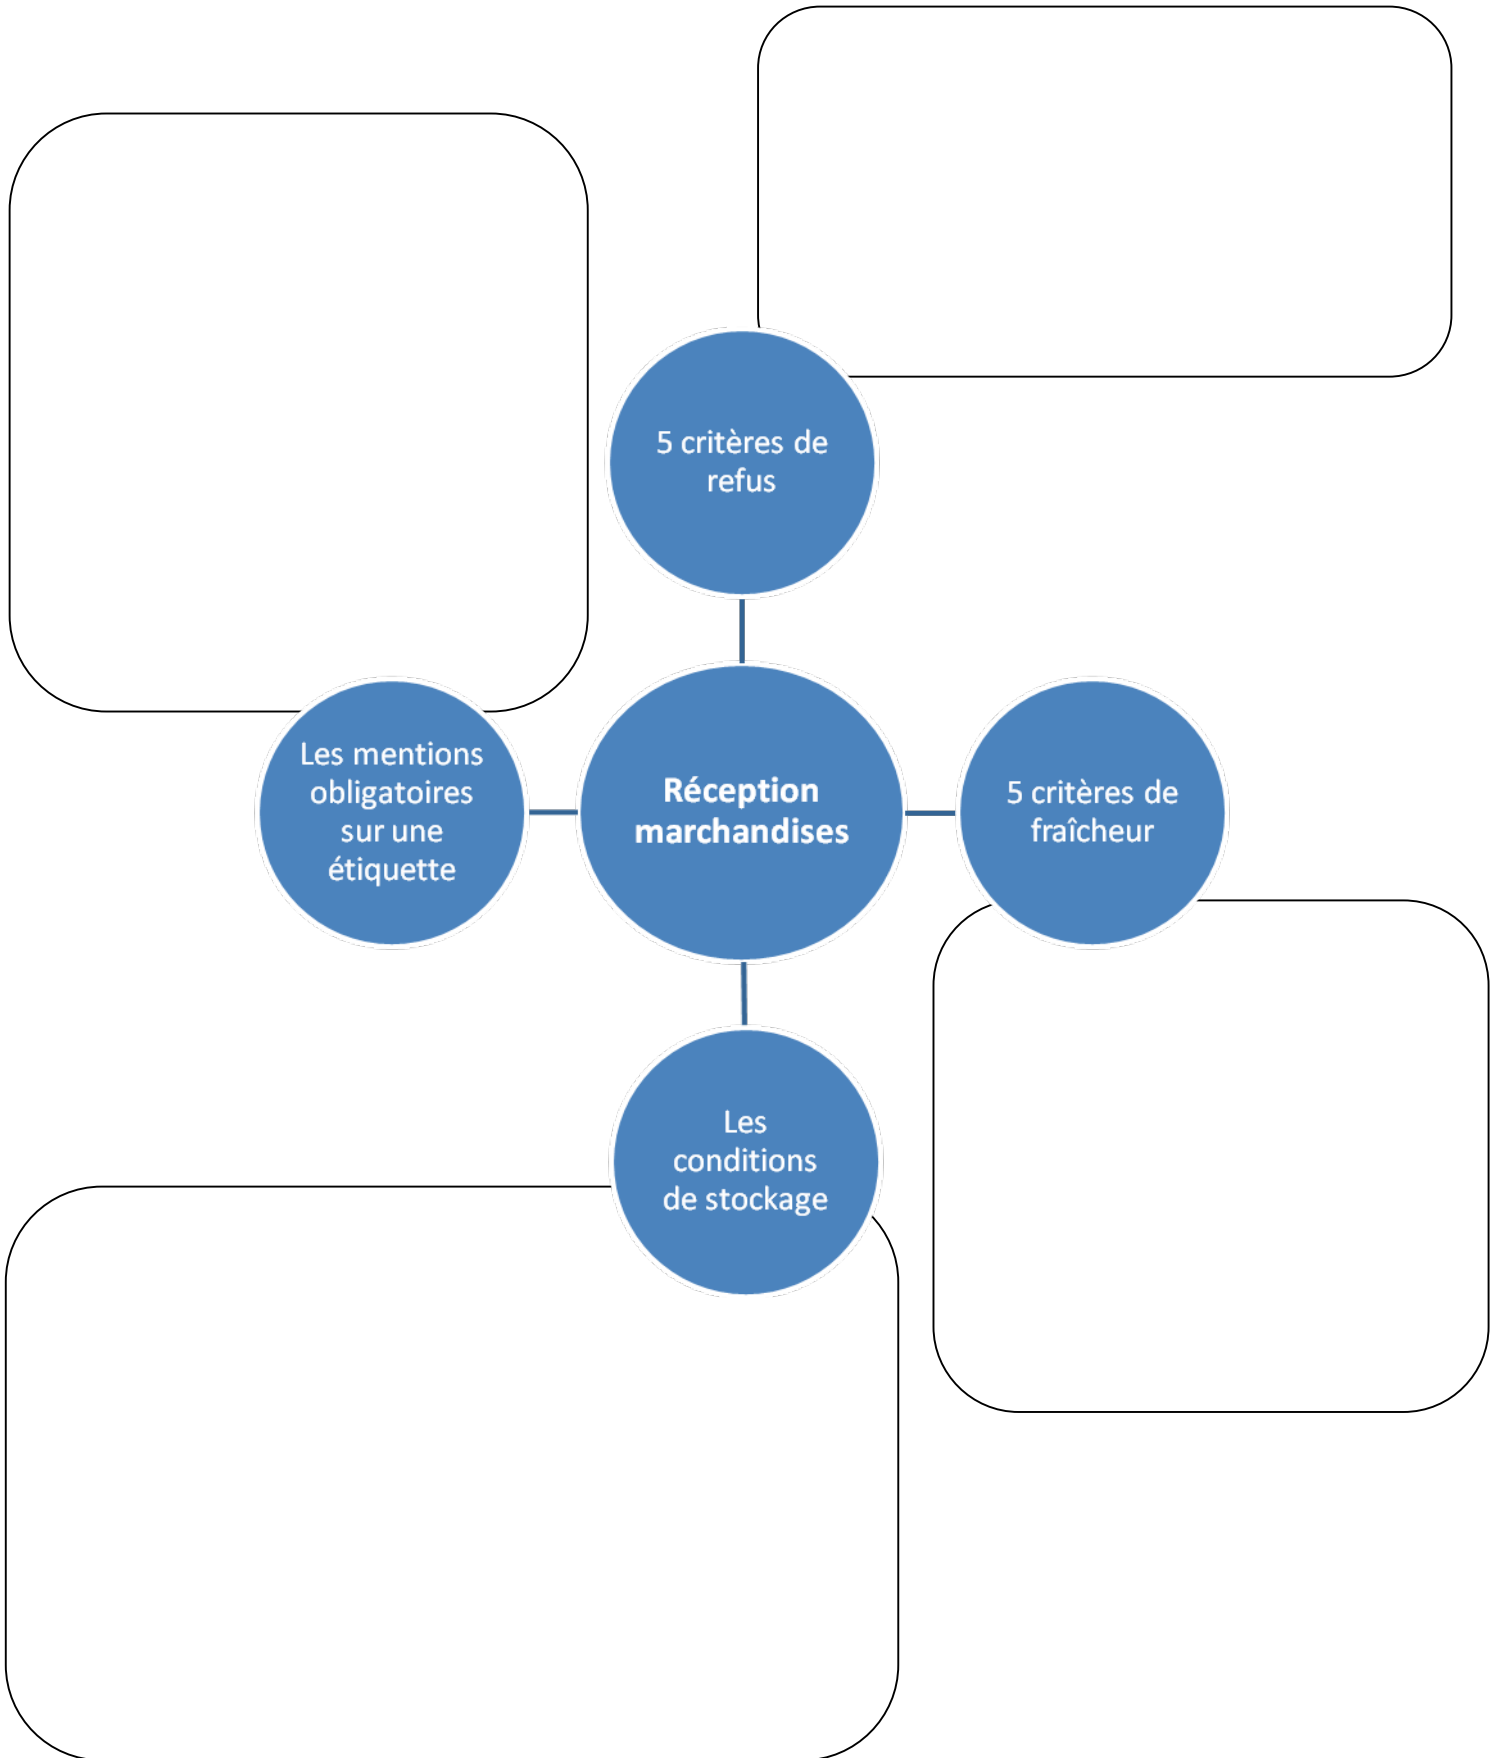 5 critères de
refus
Les mentions
obligatoires
sur une
étiquette
Réception
marchandises
5 critères de
fraîcheur
Les
conditions
de stockage